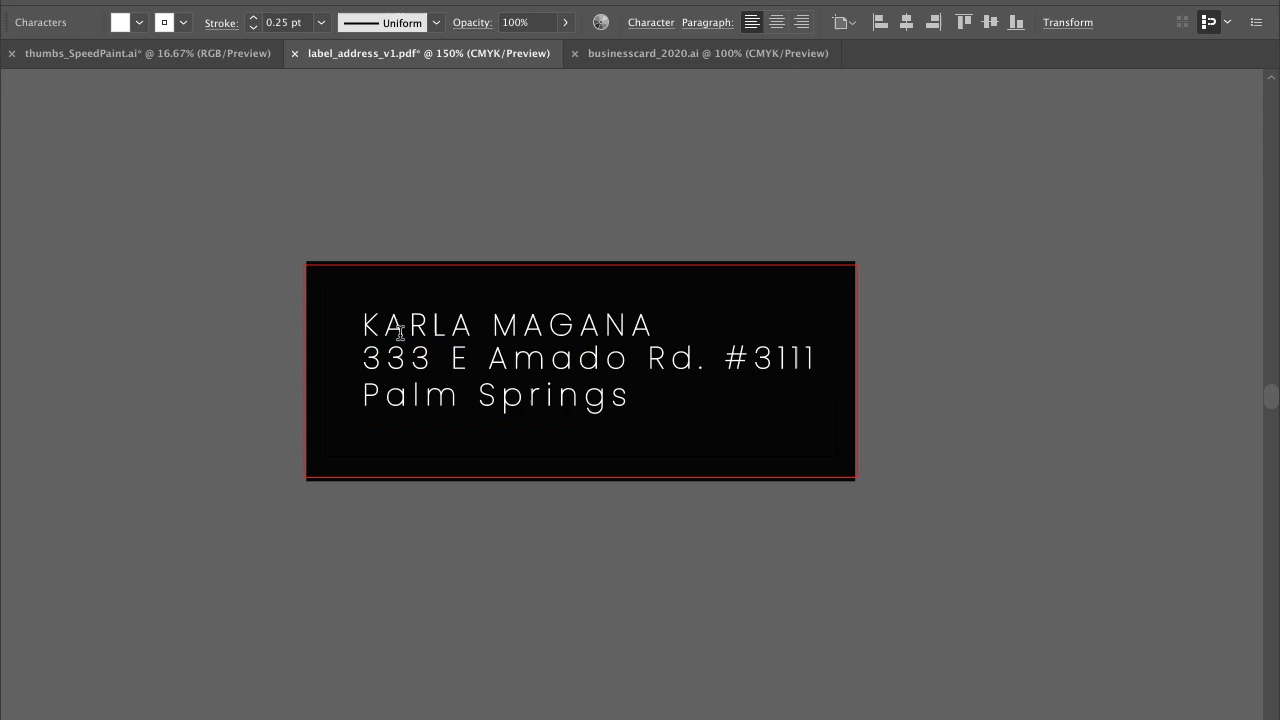 Characters Stroke: 0.25 pt Uniform Opacity: 100% Character Paragraph: Transform
× thumbs_SpeedPaint.ai* @ 16.67% (RGB/Preview) × label_address_v1.pdf* @ 150% (CMYK/Preview) × businesscard_2020.ai @ 100% (CMYK/Preview)
KARLA MAGANA
333 E Amado Rd. #3111
Palm Springs